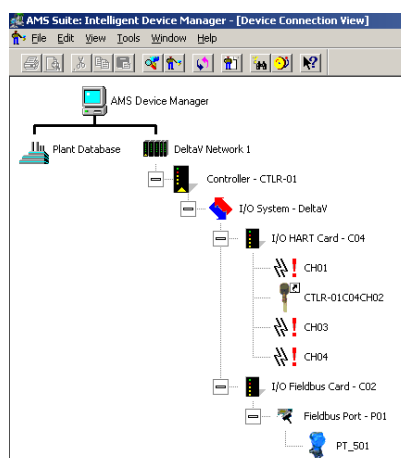 AMS Suite: Intelligent Device Manager - [Device Connection View]
File Edit View Tools Window Help
AMS Device Manager
Plant Database DeltaV Network 1
Controller - CTLR-01
I/O System - DeltaV
I/O HART Card - C04
CH01
CTLR-01C04CH02
CH03
CH04
I/O Fieldbus Card - C02
Fieldbus Port - P01
PT_501